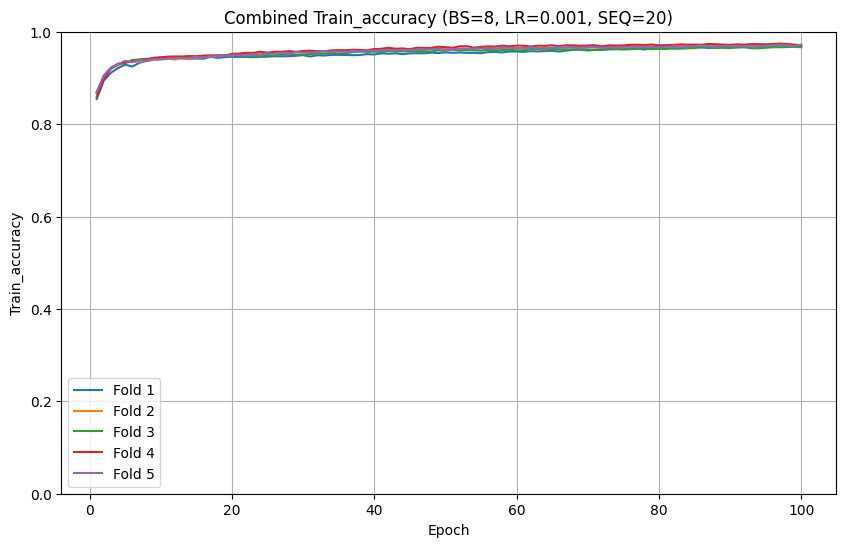 Combined Train_accuracy (BS=8, LR=0.001, SEQ=20)
1.0
0.8
0.6
0.4
0.2
0.0
Train_accuracy
Fold 1
Fold 2
Fold 3
Fold 4
Fold 5
0 20 40 60 80 100
Epoch